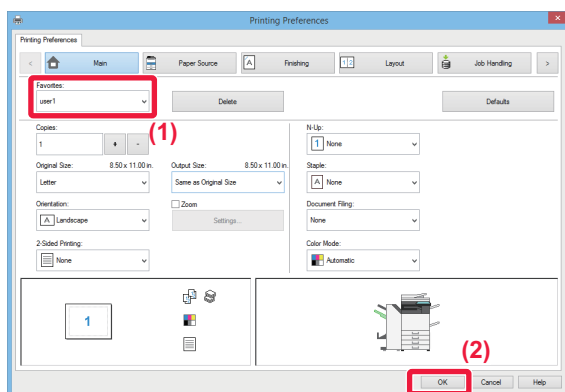 Printing Preferences
×
Printing Preferences
< Main Paper Source A Finishing 1 2 Layout Job Handling >
Favorites:
user1 Delete Defaults
(1)
Copies: N-Up:
1 + - 1 None
Original Size: 8.50 x 11.00 in. Output Size: 8.50 x 11.00 in. Staple:
Letter Same as Original Size A None
Orientation: Zoom Document Filing:
A Landscape Settings... None
2-Sided Printing: Color Mode:
None Automatic
1
(2)
OK Cancel Help